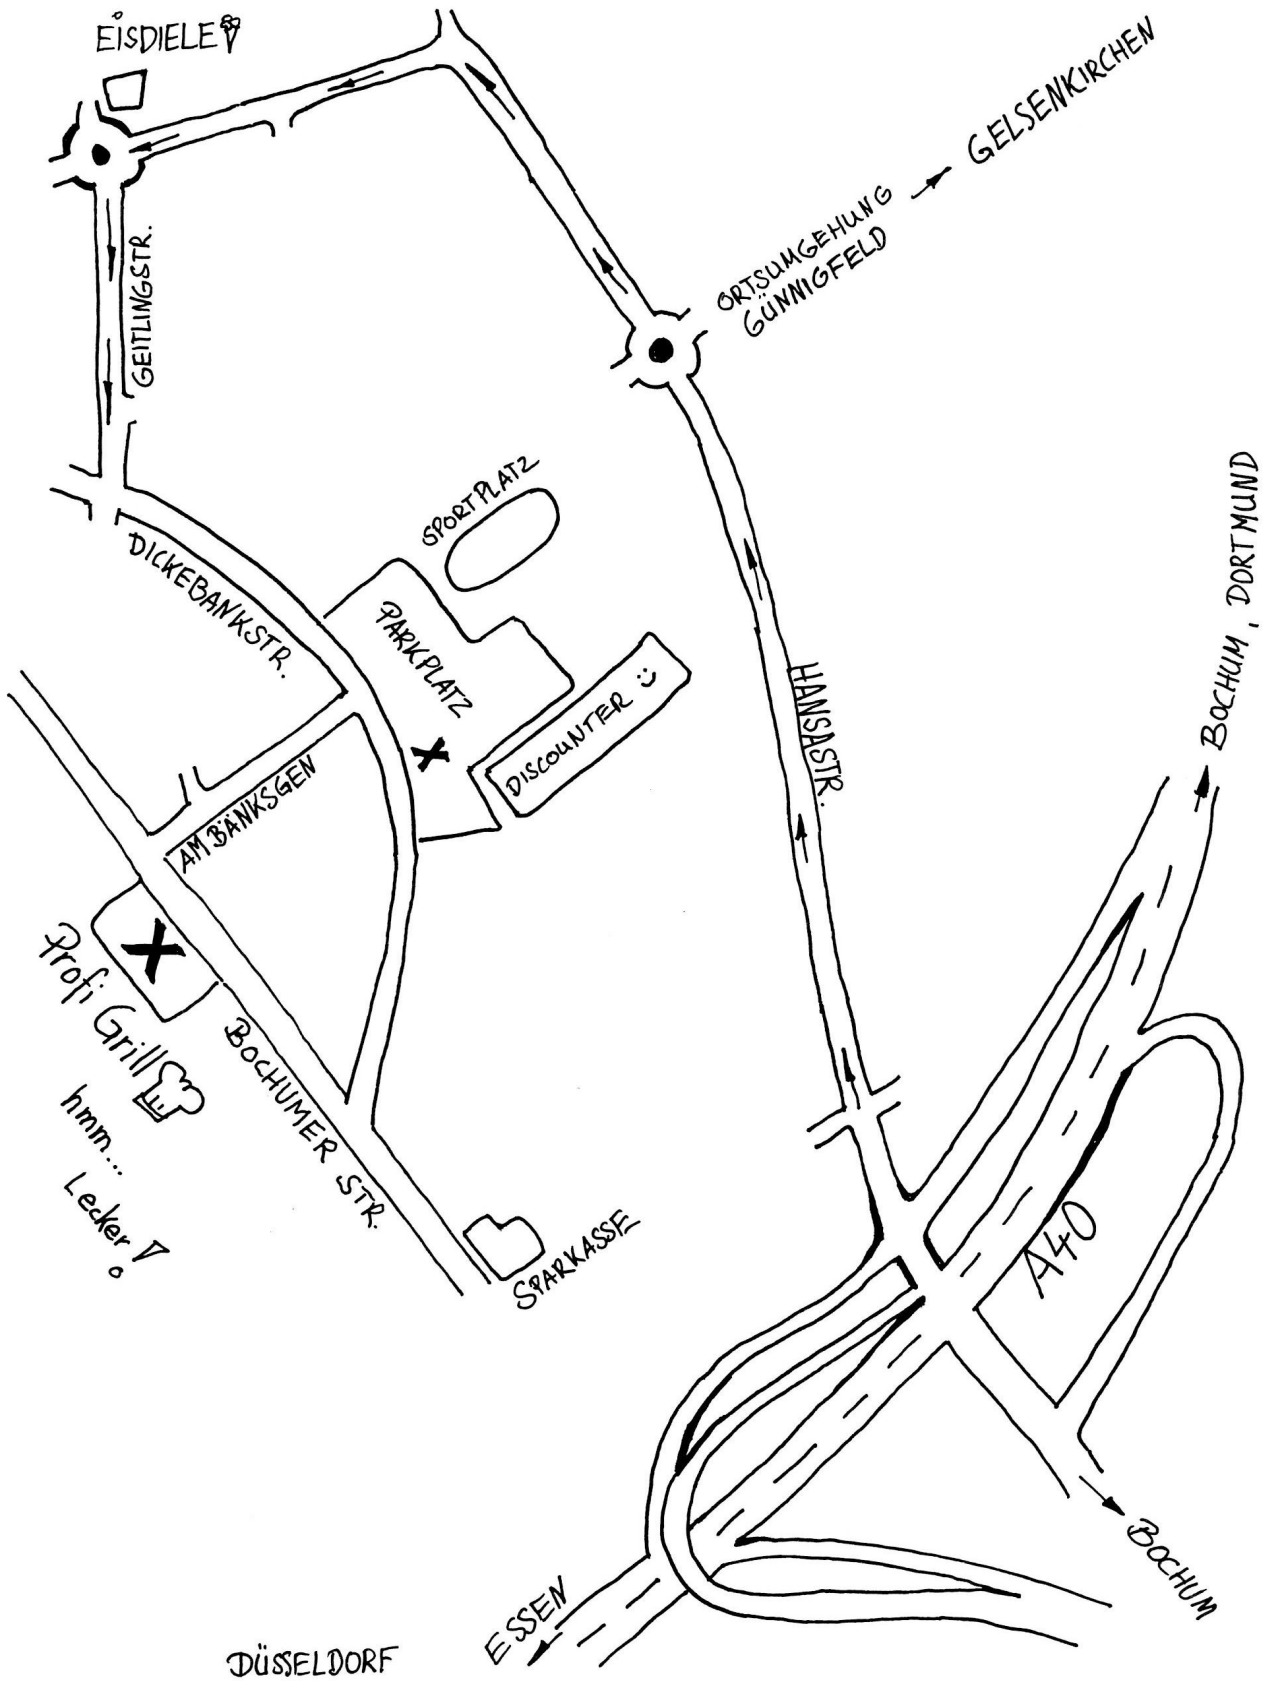 EISDIELE
GELSENKIRCHEN
ORTSUMGEHUNG
GÜNNIGFELD
GEITLINGSTR.
SPORTPLATZ
DICKEBANKSTR.
PARKPLATZ
BOCHUM, DORTMUND
HANSASTR.
DISCOUNTER
AM BÄNKSGEN
Profi Grill
hmm...
Lecker!
BOCHUMER STR.
SPARKASSE
A40
BOCHUM
ESSEN
DÜSSELDORF